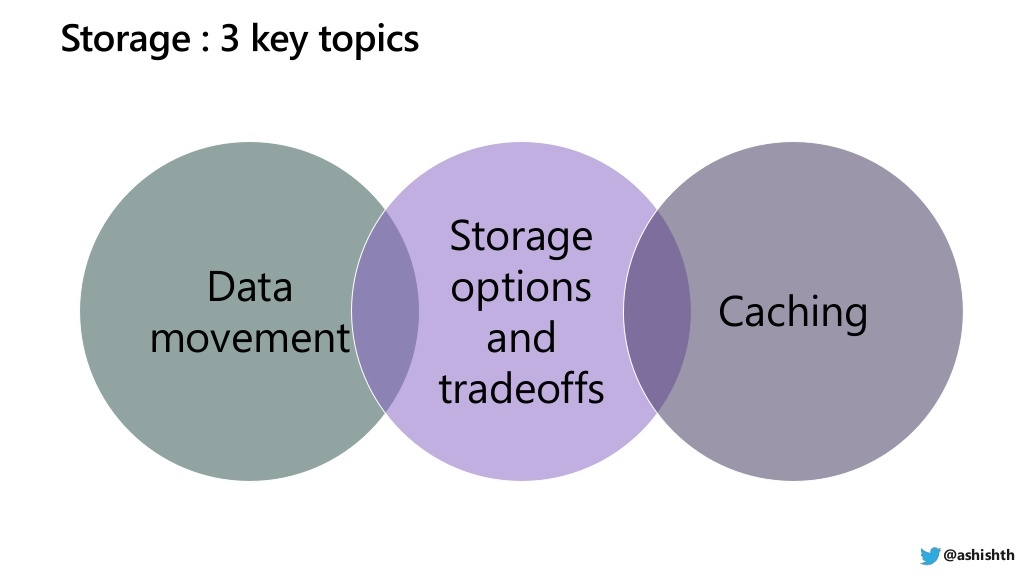 Storage : 3 key topics
Data
movement
Storage
options
and
tradeoffs
Caching
@ashishth